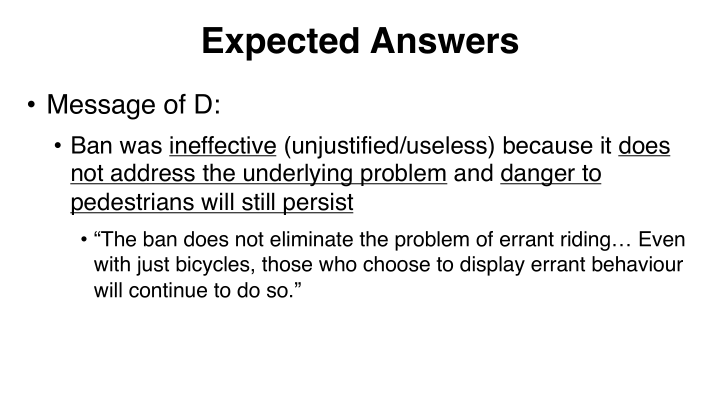 Expected Answers
• Message of D:
• Ban was ineffective (unjustified/useless) because it does
not address the underlying problem and danger to
pedestrians will still persist
• “The ban does not eliminate the problem of errant riding… Even
with just bicycles, those who choose to display errant behaviour
will continue to do so.”